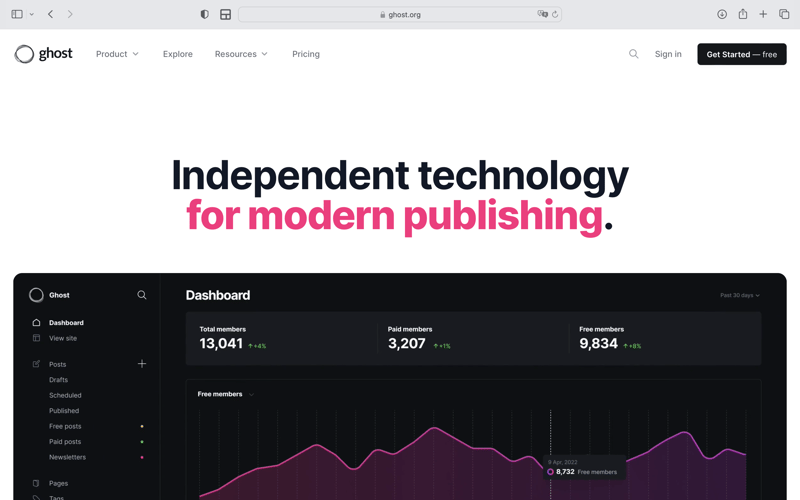 ghost.org
ghost
Product
Explore
Resources
Pricing
Sign in
Get Started — free
Independent technology
for modern publishing.
Ghost
Dashboard
View site
Posts
Drafts
Scheduled
Published
Free posts
Paid posts
Newsletters
Pages
Tags
Dashboard
Past 30 days
Total members
13,041 +4%
Paid members
3,207 +1%
Free members
9,834 +8%
Free members
9 Apr, 2022
8,732 Free members